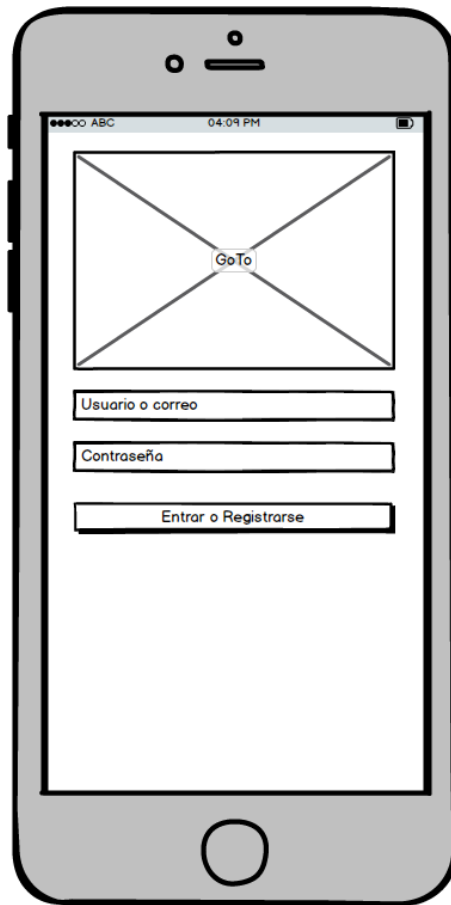 ABC 04:09 PM
GoTo
Usuario o correo
Contraseña
Entrar o Registrarse